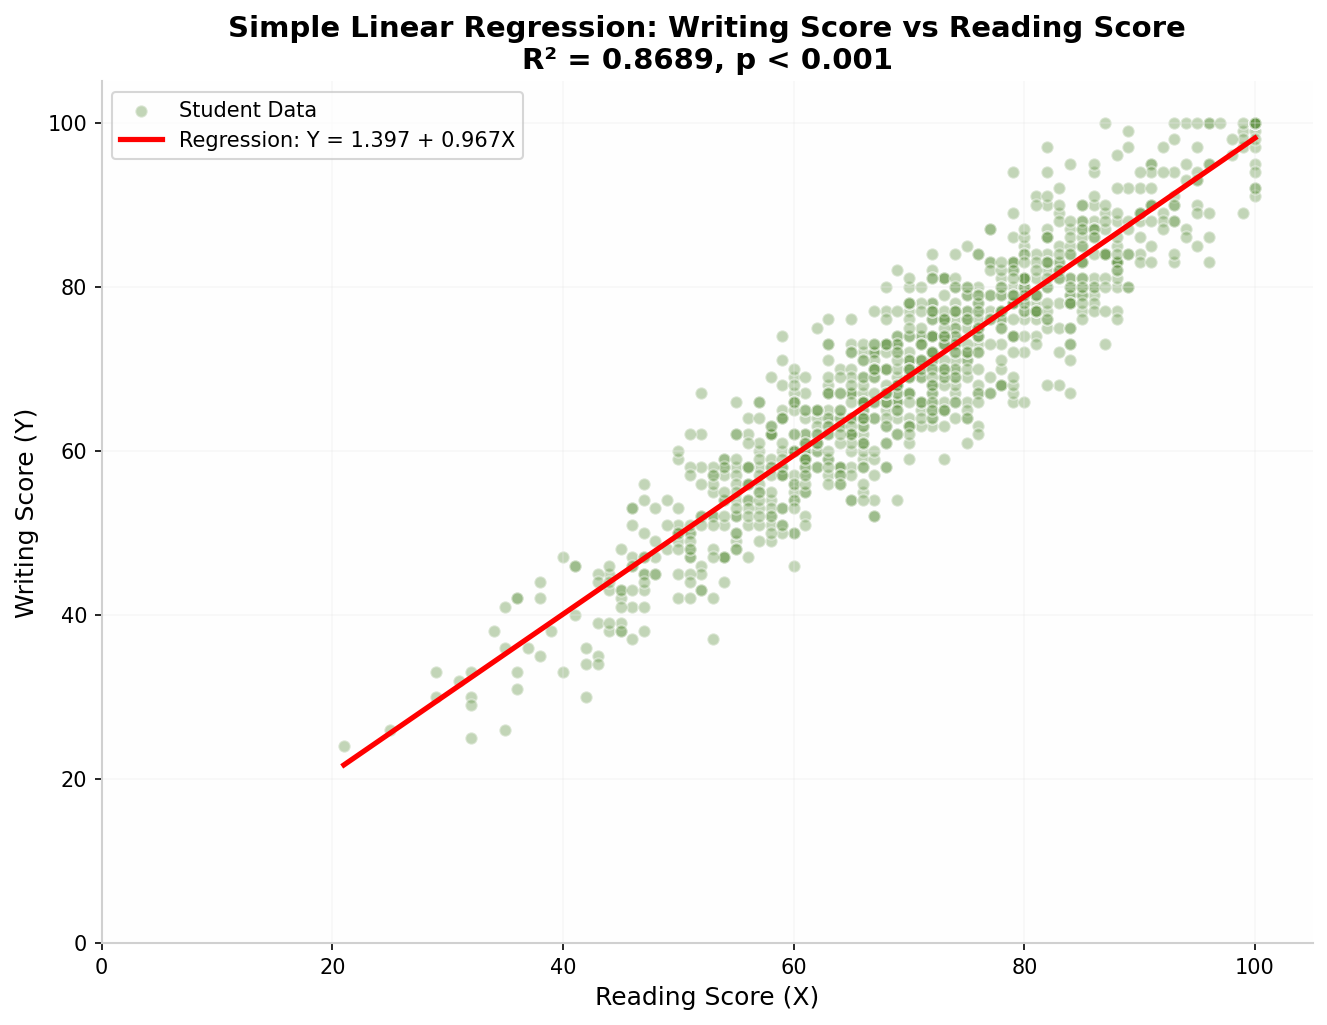 Simple Linear Regression: Writing Score vs Reading Score
R² = 0.8689, p < 0.001
Student Data
Regression: Y = 1.397 + 0.967X
Writing Score (Y)
100
80
60
40
20
0
0 20 40 60 80 100
Reading Score (X)